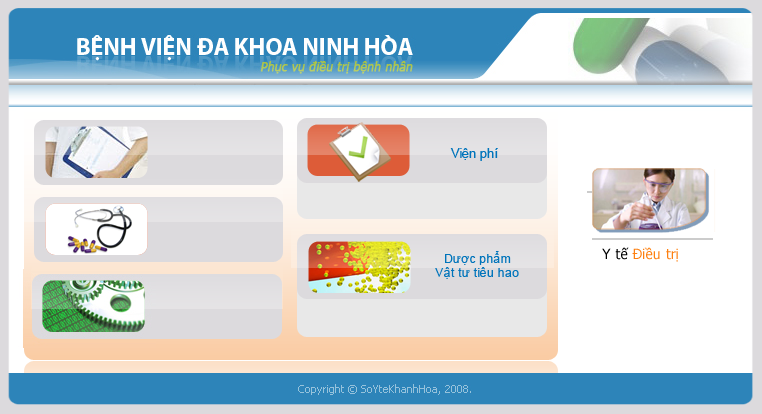 BỆNH VIỆN ĐA KHOA NINH HÒA
Phục vụ điều trị bệnh nhân
Viện phí
Dược phẩm
Vật tư tiêu hao
Y tế Điều trị
Copyright © SoYteKhanhHoa, 2008.